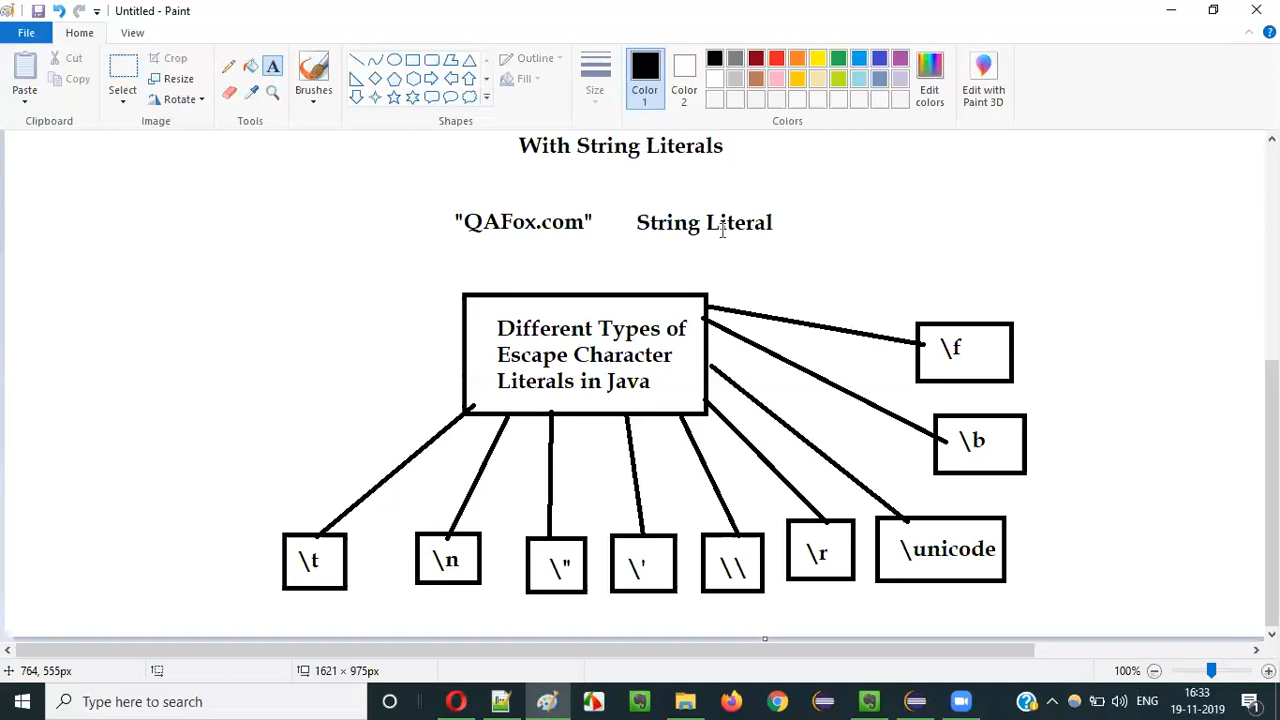 Untitled - Paint
File
Home
View
Paste
Cut
Copy
Clipboard
Select
Crop
Resize
Rotate
Image
Tools
Brushes
Outline
Fill
Shapes
Size
Color 1
Color 2
Edit colors
Colors
Edit with Paint 3D
With String Literals
"QAFox.com" String Literal
Different Types of
Escape Character
Literals in Java
\f
\b
\t
\n
\"
\'
\\
\r
\unicode
764, 555px
1621 × 975px
100%
Type here to search
ENG
16:33
19-11-2019
1